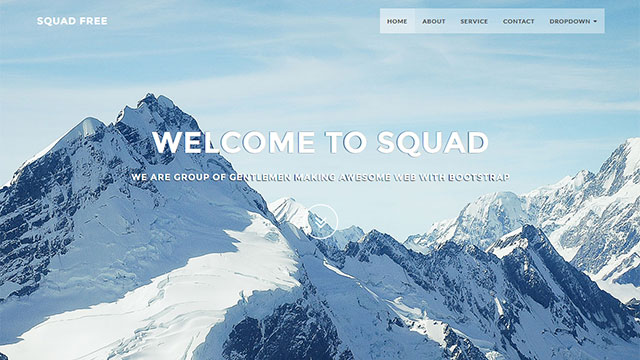 SQUAD FREE
HOME ABOUT SERVICE CONTACT DROPDOWN
WELCOME TO SQUAD
WE ARE GROUP OF GENTLEMEN MAKING AWESOME WEB WITH BOOTSTRAP